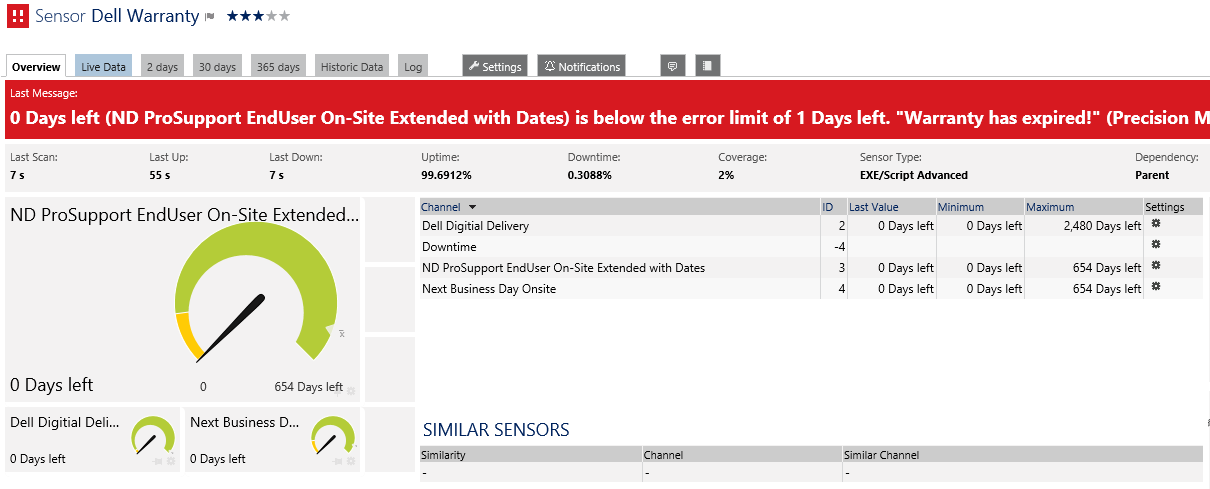 Sensor Dell Warranty
Overview Live Data 2 days 30 days 365 days Historic Data Log Settings Notifications
Last Message:
0 Days left (ND ProSupport EndUser On-Site Extended with Dates) is below the error limit of 1 Days left. "Warranty has expired!" (Precision M
Last Scan: Last Up: Last Down: Uptime: Downtime: Coverage: Sensor Type: Dependency:
7 s 55 s 7 s 99.6912% 0.3088% 2% EXE/Script Advanced Parent
ND ProSupport EndUser On-Site Extended...
x̄
0 Days left 0 654 Days left
Dell Digitial Deli...
0 Days left
Next Business D...
0 Days left
Channel ID Last Value Minimum Maximum Settings
Dell Digitial Delivery 2 0 Days left 0 Days left 2,480 Days left
Downtime -4
ND ProSupport EndUser On-Site Extended with Dates 3 0 Days left 0 Days left 654 Days left
Next Business Day Onsite 4 0 Days left 0 Days left 654 Days left
SIMILAR SENSORS
Similarity Channel Similar Channel
- - -